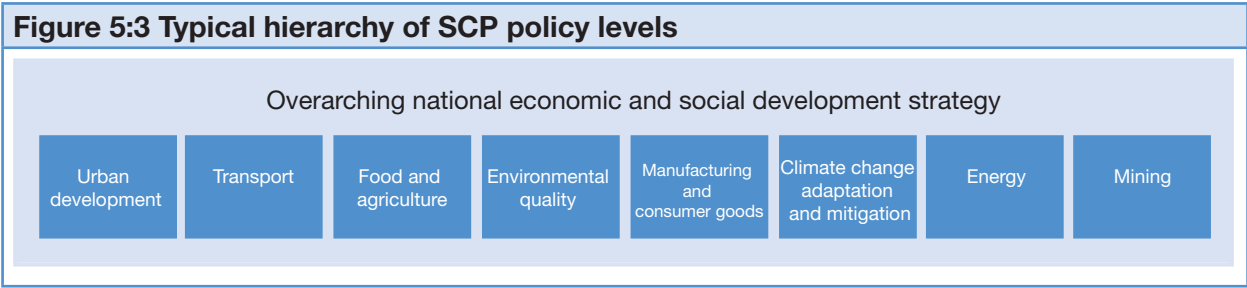 Figure 5:3 Typical hierarchy of SCP policy levels
Overarching national economic and social development strategy
Urban
development
Transport
Food and
agriculture
Environmental
quality
Manufacturing
and
consumer goods
Climate change
adaptation
and mitigation
Energy
Mining